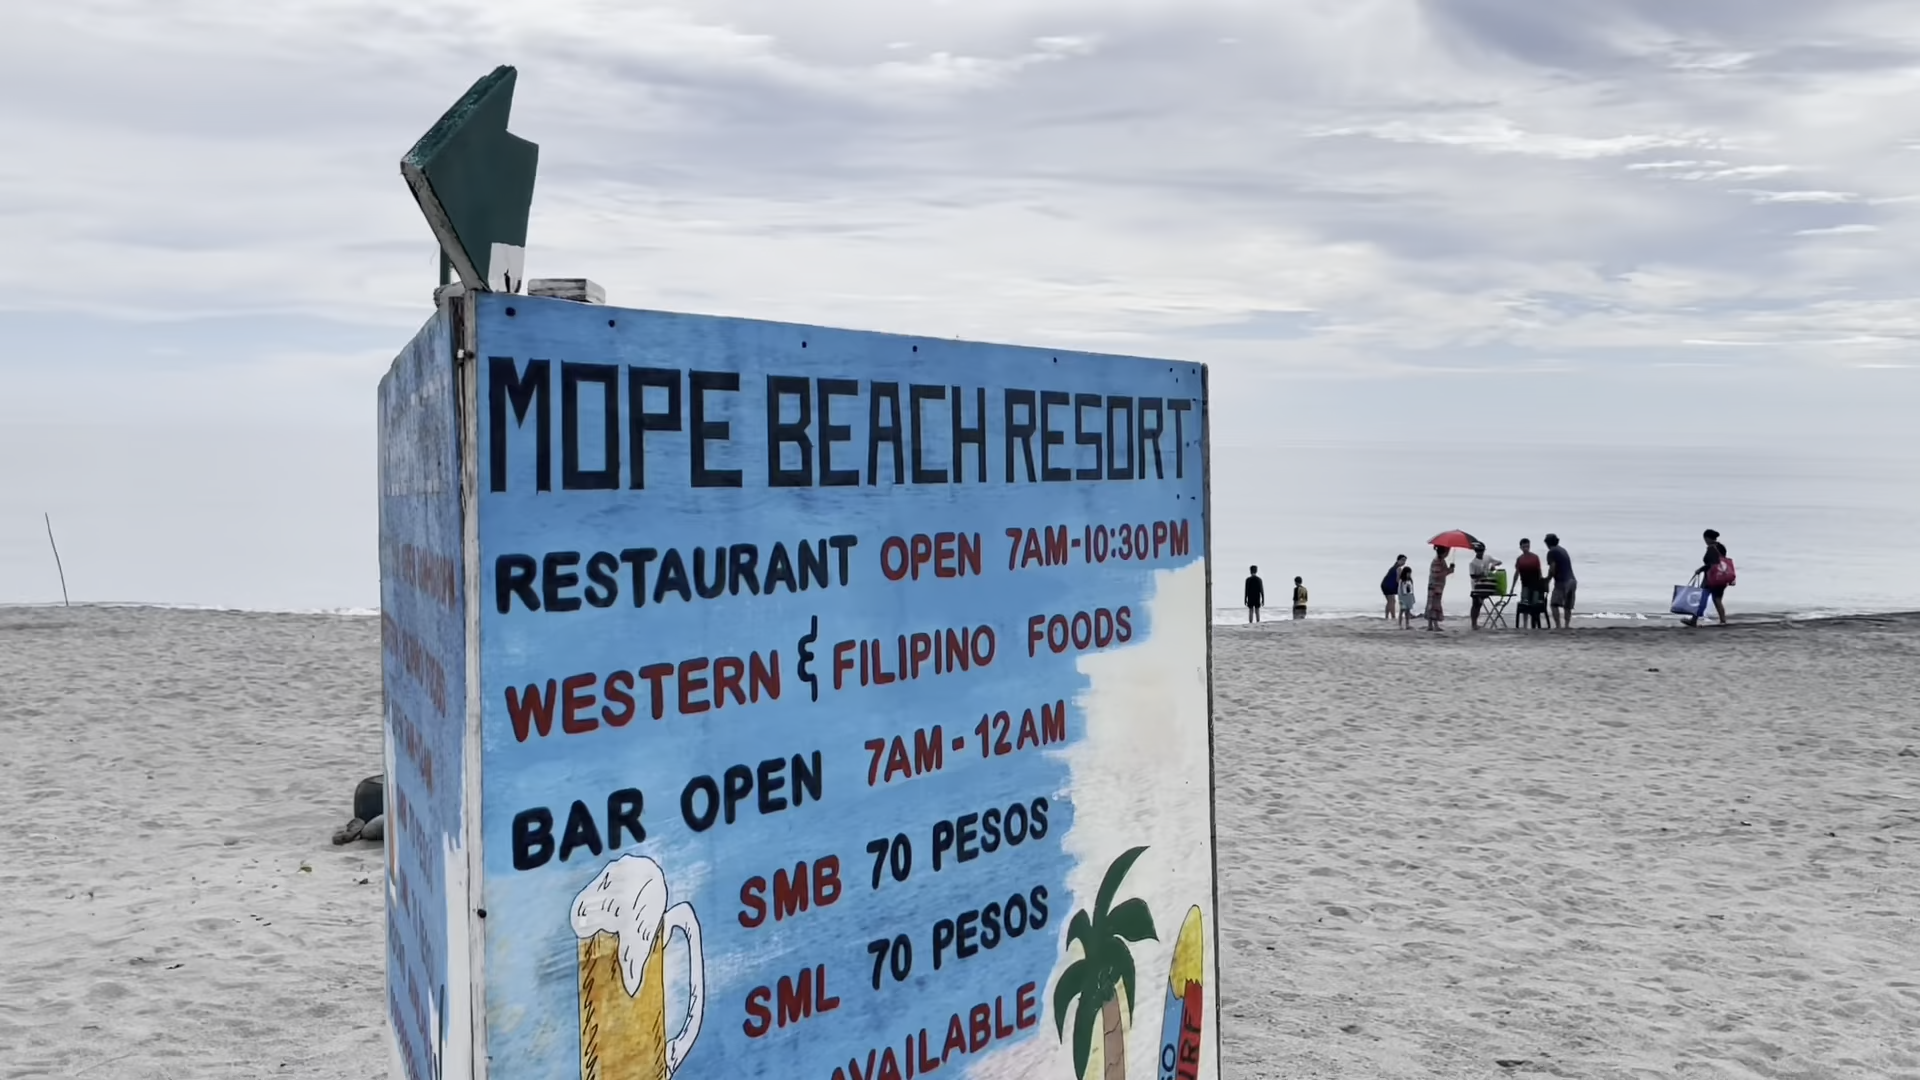 MOPE BEACH RESORT
RESTAURANT OPEN 7AM-10:30PM
WESTERN & FILIPINO FOODS
BAR OPEN 7AM-12AM
SMB 70 PESOS
SML 70 PESOS
AVAILABLE